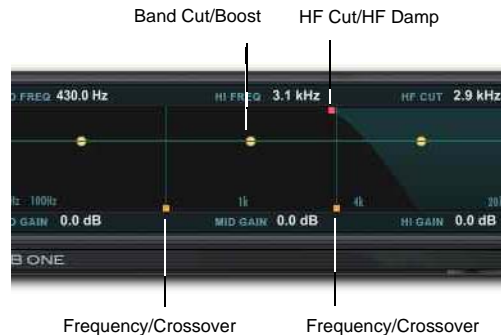 Band Cut/Boost HF Cut/HF Damp
FREQ 430.0 Hz HI FREQ 3.1 kHz HF CUT 2.9 kHz
Hz 100Hz 1k 4k 20
GAIN 0.0 dB MID GAIN 0.0 dB HI GAIN 0.0 dB
B ONE
Frequency/Crossover Frequency/Crossover